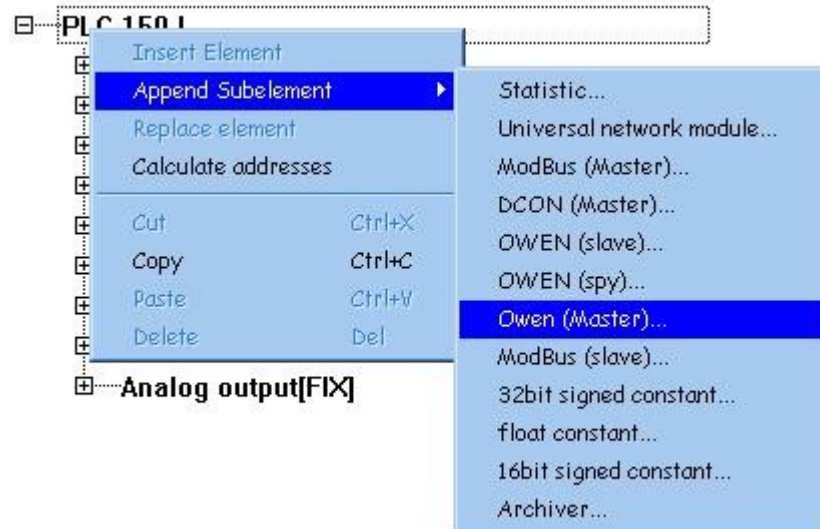 PLC 150 I
Insert Element
Append Subelement
Replace element
Calculate addresses
Cut Ctrl+X
Copy Ctrl+C
Paste Ctrl+V
Delete Del
Analog output[FIX]
Statistic...
Universal network module...
ModBus (Master)...
DCON (Master)...
OWEN (slave)...
OWEN (spy)...
Owen (Master)...
ModBus (slave)...
32bit signed constant...
float constant...
16bit signed constant...
Archiver...